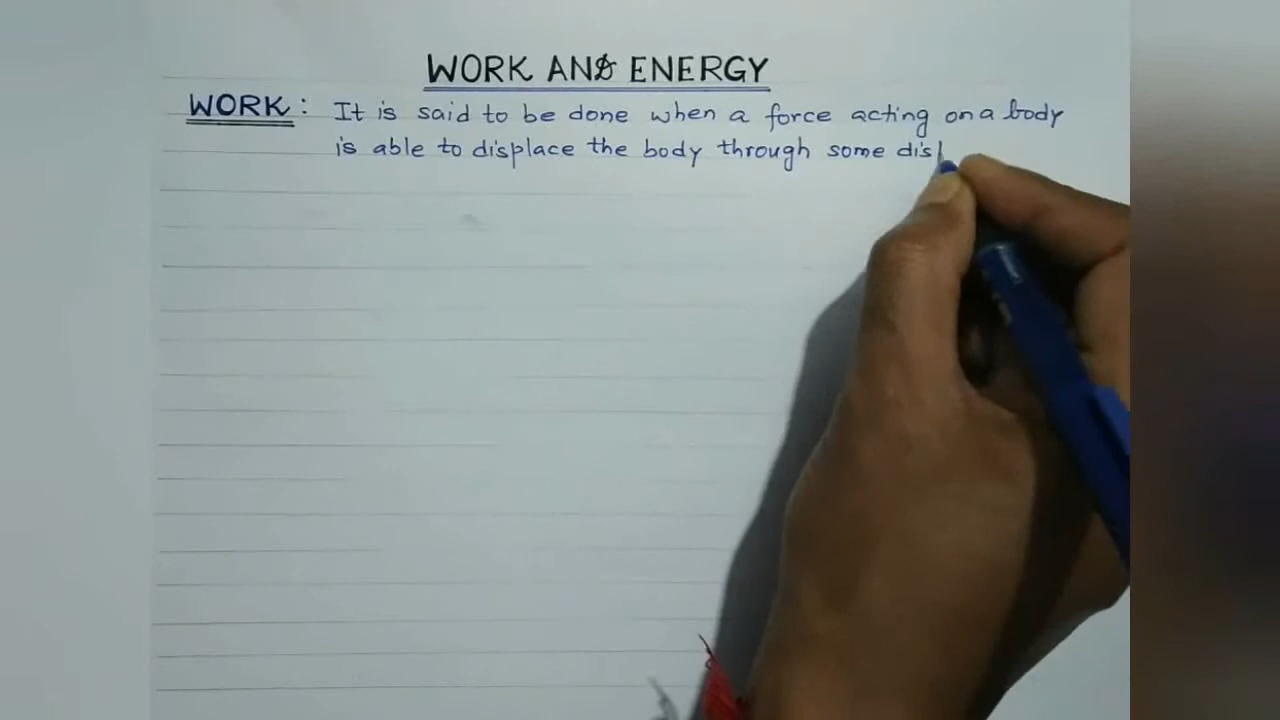 WORK AND ENERGY
WORK : It is said to be done when a force acting on a body
is able to displace the body through some dis